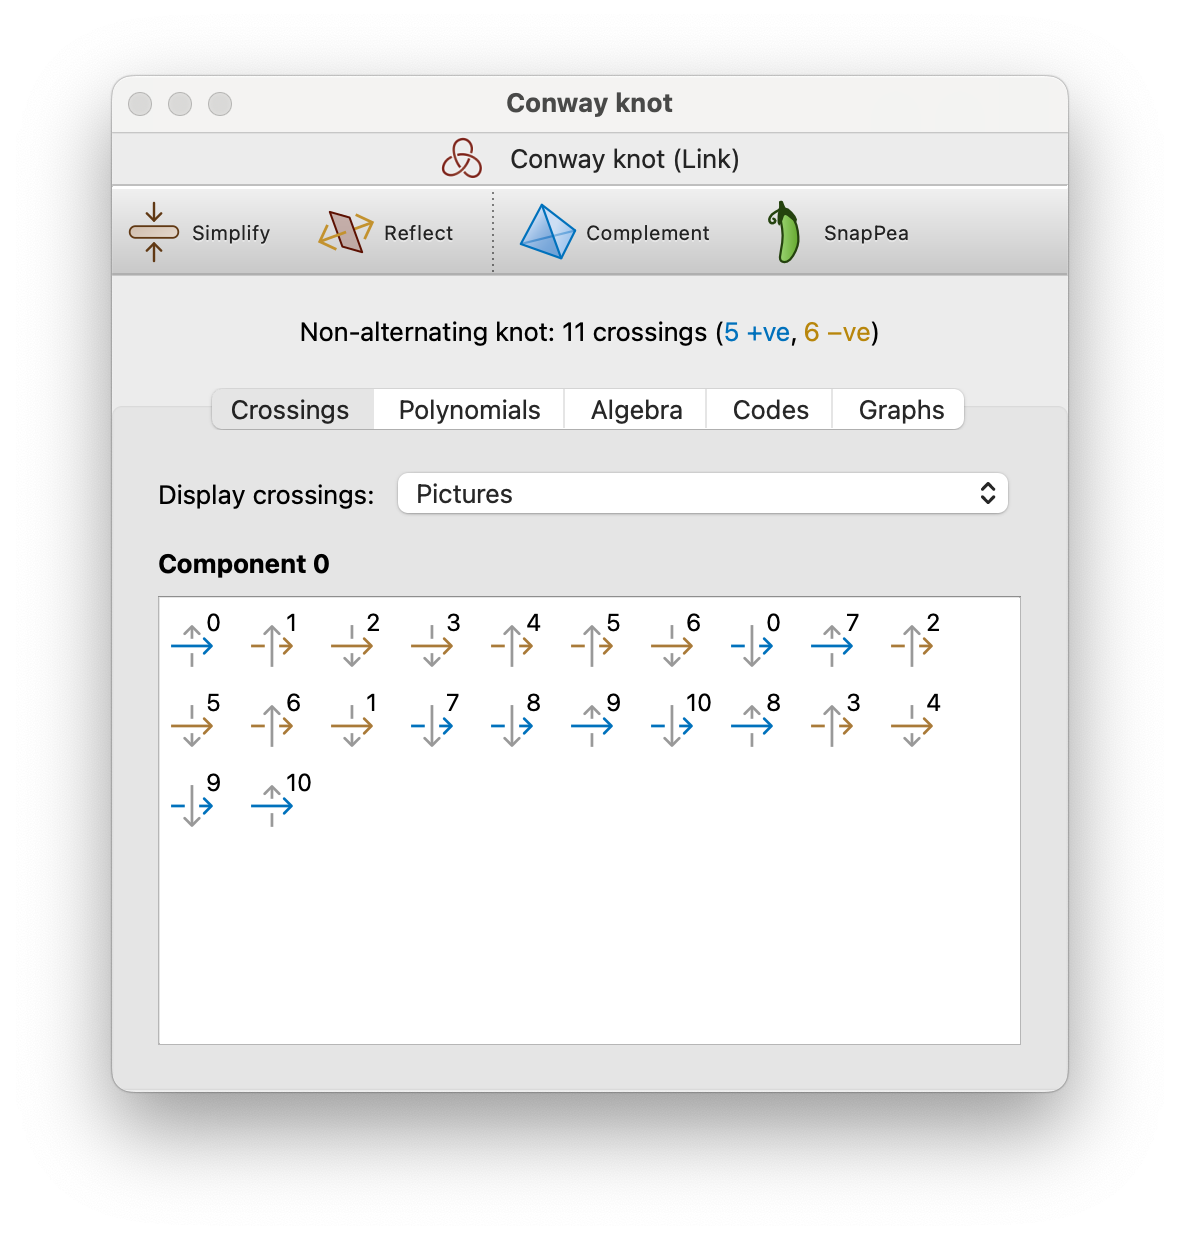 Conway knot
Conway knot (Link)
Simplify Reflect Complement SnapPea
Non-alternating knot: 11 crossings (5 +ve, 6 −ve)
Crossings Polynomials Algebra Codes Graphs
Display crossings: Pictures
Component 0
0 1 2 3 4 5 6 0 7 2
5 6 1 7 8 9 10 8 3 4
9 10